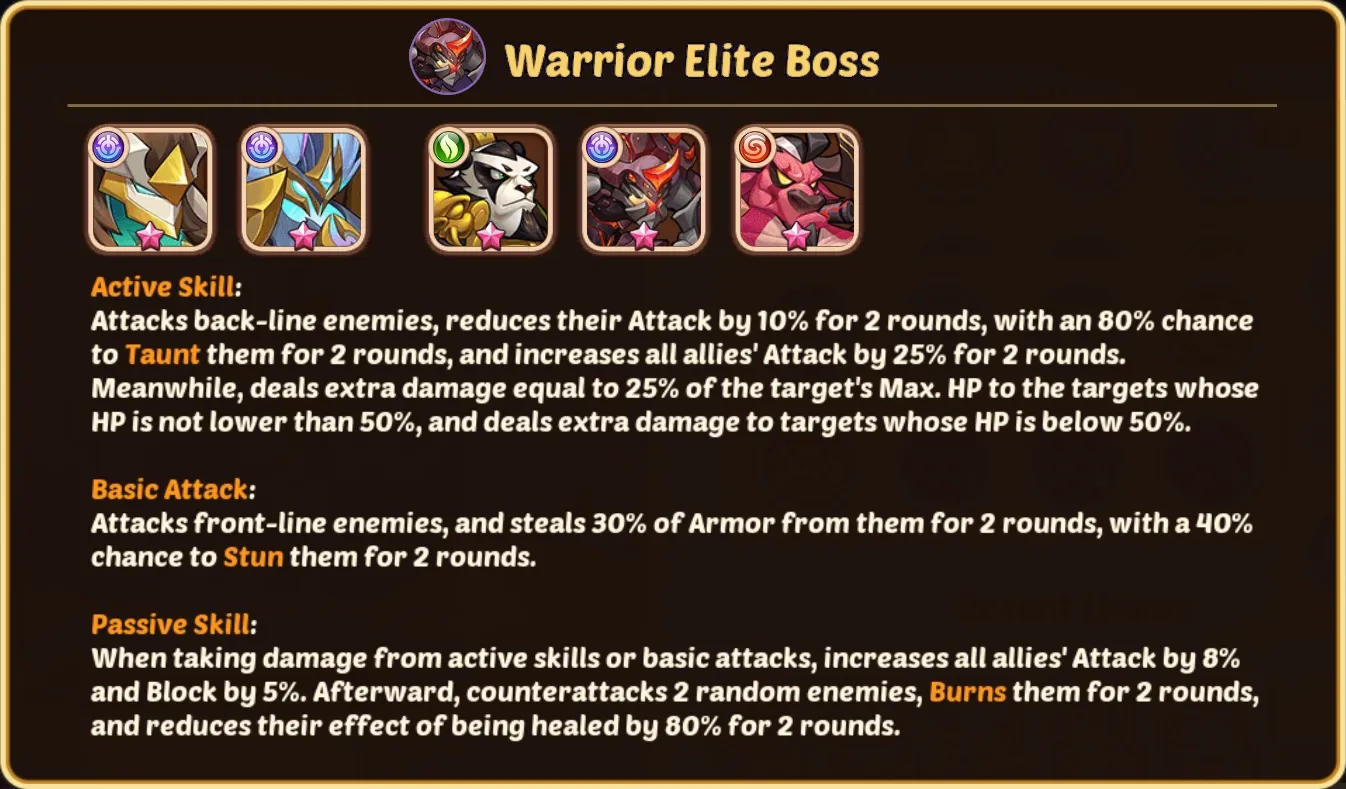 Warrior Elite Boss
Active Skill:
Attacks back-line enemies, reduces their Attack by 10% for 2 rounds, with an 80% chance
to Taunt them for 2 rounds, and increases all allies' Attack by 25% for 2 rounds.
Meanwhile, deals extra damage equal to 25% of the target's Max. HP to the targets whose
HP is not lower than 50%, and deals extra damage to targets whose HP is below 50%.
Basic Attack:
Attacks front-line enemies, and steals 30% of Armor from them for 2 rounds, with a 40%
chance to Stun them for 2 rounds.
Passive Skill:
When taking damage from active skills or basic attacks, increases all allies' Attack by 8%
and Block by 5%. Afterward, counterattacks 2 random enemies, Burns them for 2 rounds,
and reduces their effect of being healed by 80% for 2 rounds.